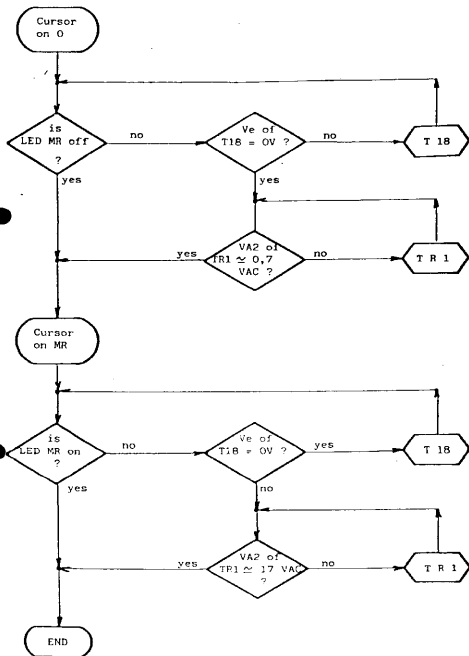 Cursor
on O
is
LED MR off
?
no
Ve of
T18 = OV ?
no
T 18
yes
yes
VA2 of
TR1 ≃ 0,7
VAC ?
yes
no
T R 1
Cursor
on MR
is
LED MR on
?
no
Ve of
T18 = OV ?
yes
T 18
yes
no
VA2 of
TR1 ≃ 17 VAC
?
yes
no
T R 1
END